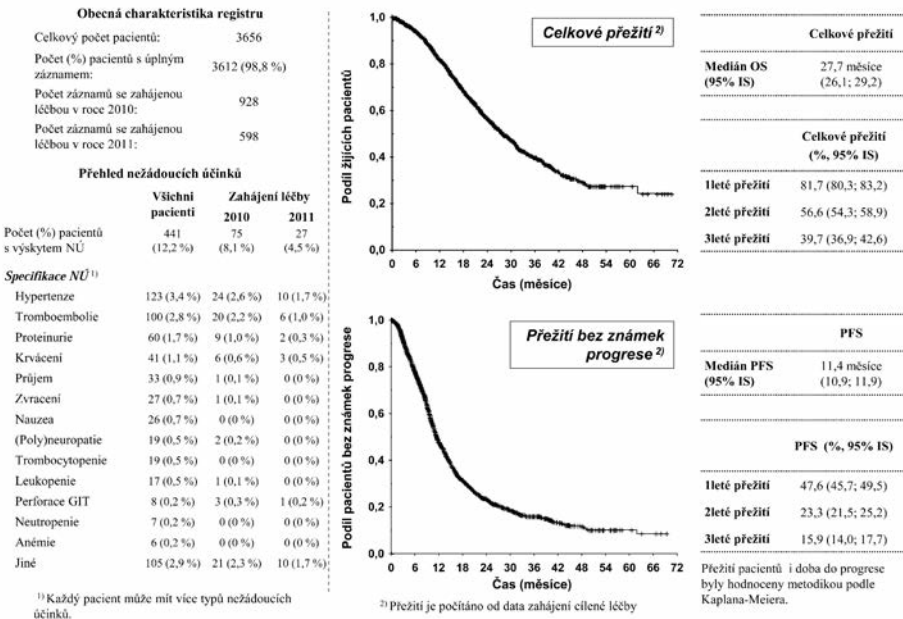 Obecná charakteristika registru
Celkový počet pacientů: 3656
Počet (%) pacientů s úplným
záznamem: 3612 (98,8 %)
Počet záznamů se zahájenou
léčbou v roce 2010: 928
Počet záznamů se zahájenou
léčbou v roce 2011: 598
Přehled nežádoucích účinků
Všichni pacienti
Zahájení léčby
2010 2011
Počet (%) pacientů 441 75 27
s výskytem NÚ (12,2 %) (8,1 %) (4,5 %)
Specifikace NÚ 1)
Hypertenze 123 (3,4 %) 24 (2,6 %) 10 (1,7 %)
Tromboembolie 100 (2,8 %) 20 (2,2 %) 6 (1,0 %)
Proteinurie 60 (1,7 %) 9 (1,0 %) 2 (0,3 %)
Krvácení 41 (1,1 %) 6 (0,6 %) 3 (0,5 %)
Průjem 33 (0,9 %) 1 (0,1 %) 0 (0 %)
Zvracení 27 (0,7 %) 1 (0,1 %) 0 (0 %)
Nauzea 26 (0,7 %) 0 (0 %) 0 (0 %)
(Poly)neuropatie 19 (0,5 %) 2 (0,2 %) 0 (0 %)
Trombocytopenie 19 (0,5 %) 0 (0 %) 0 (0 %)
Leukopenie 17 (0,5 %) 1 (0,1 %) 0 (0 %)
Perforace GIT 8 (0,2 %) 3 (0,3 %) 1 (0,2 %)
Neutropenie 7 (0,2 %) 0 (0 %) 0 (0 %)
Anémie 6 (0,2 %) 0 (0 %) 0 (0 %)
Jiné 105 (2,9 %) 21 (2,3 %) 10 (1,7 %)
1) Každý pacient může mít více typů nežádoucích
účinků.
Celkové přežití 2)
Podíl žijících pacientů
1,0
0,8
0,6
0,4
0,2
0,0
0 6 12 18 24 30 36 42 48 54 60 66 72
Čas (měsíce)
Přežití bez známek
progrese 2)
Podíl pacientů bez známek progrese
1,0
0,8
0,6
0,4
0,2
0,0
0 6 12 18 24 30 36 42 48 54 60 66 72
Čas (měsíce)
2) Přežití je počítáno od data zahájení cílené léčby
Celkové přežití
Medián OS 27,7 měsíce
(95% IS) (26,1; 29,2)
Celkové přežití
(%, 95% IS)
1leté přežití 81,7 (80,3; 83,2)
2leté přežití 56,6 (54,3; 58,9)
3leté přežití 39,7 (36,9; 42,6)
PFS
Medián PFS 11,4 měsíce
(95% IS) (10,9; 11,9)
PFS (%, 95% IS)
1leté přežití 47,6 (45,7; 49,5)
2leté přežití 23,3 (21,5; 25,2)
3leté přežití 15,9 (14,0; 17,7)
Přežití pacientů i doba do progrese
byly hodnoceny metodikou podle
Kaplana-Meiera.